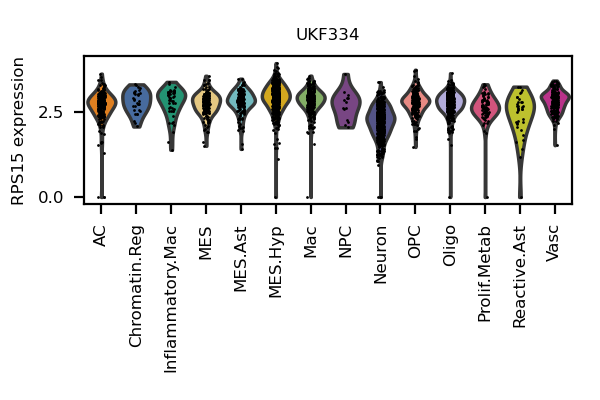 UKF334
RPS15 expression
2.5
0.0
AC
Chromatin.Reg
Inflammatory.Mac
MES
MES.Ast
MES.Hyp
Mac
NPC
Neuron
OPC
Oligo
Prolif.Metab
Reactive.Ast
Vasc